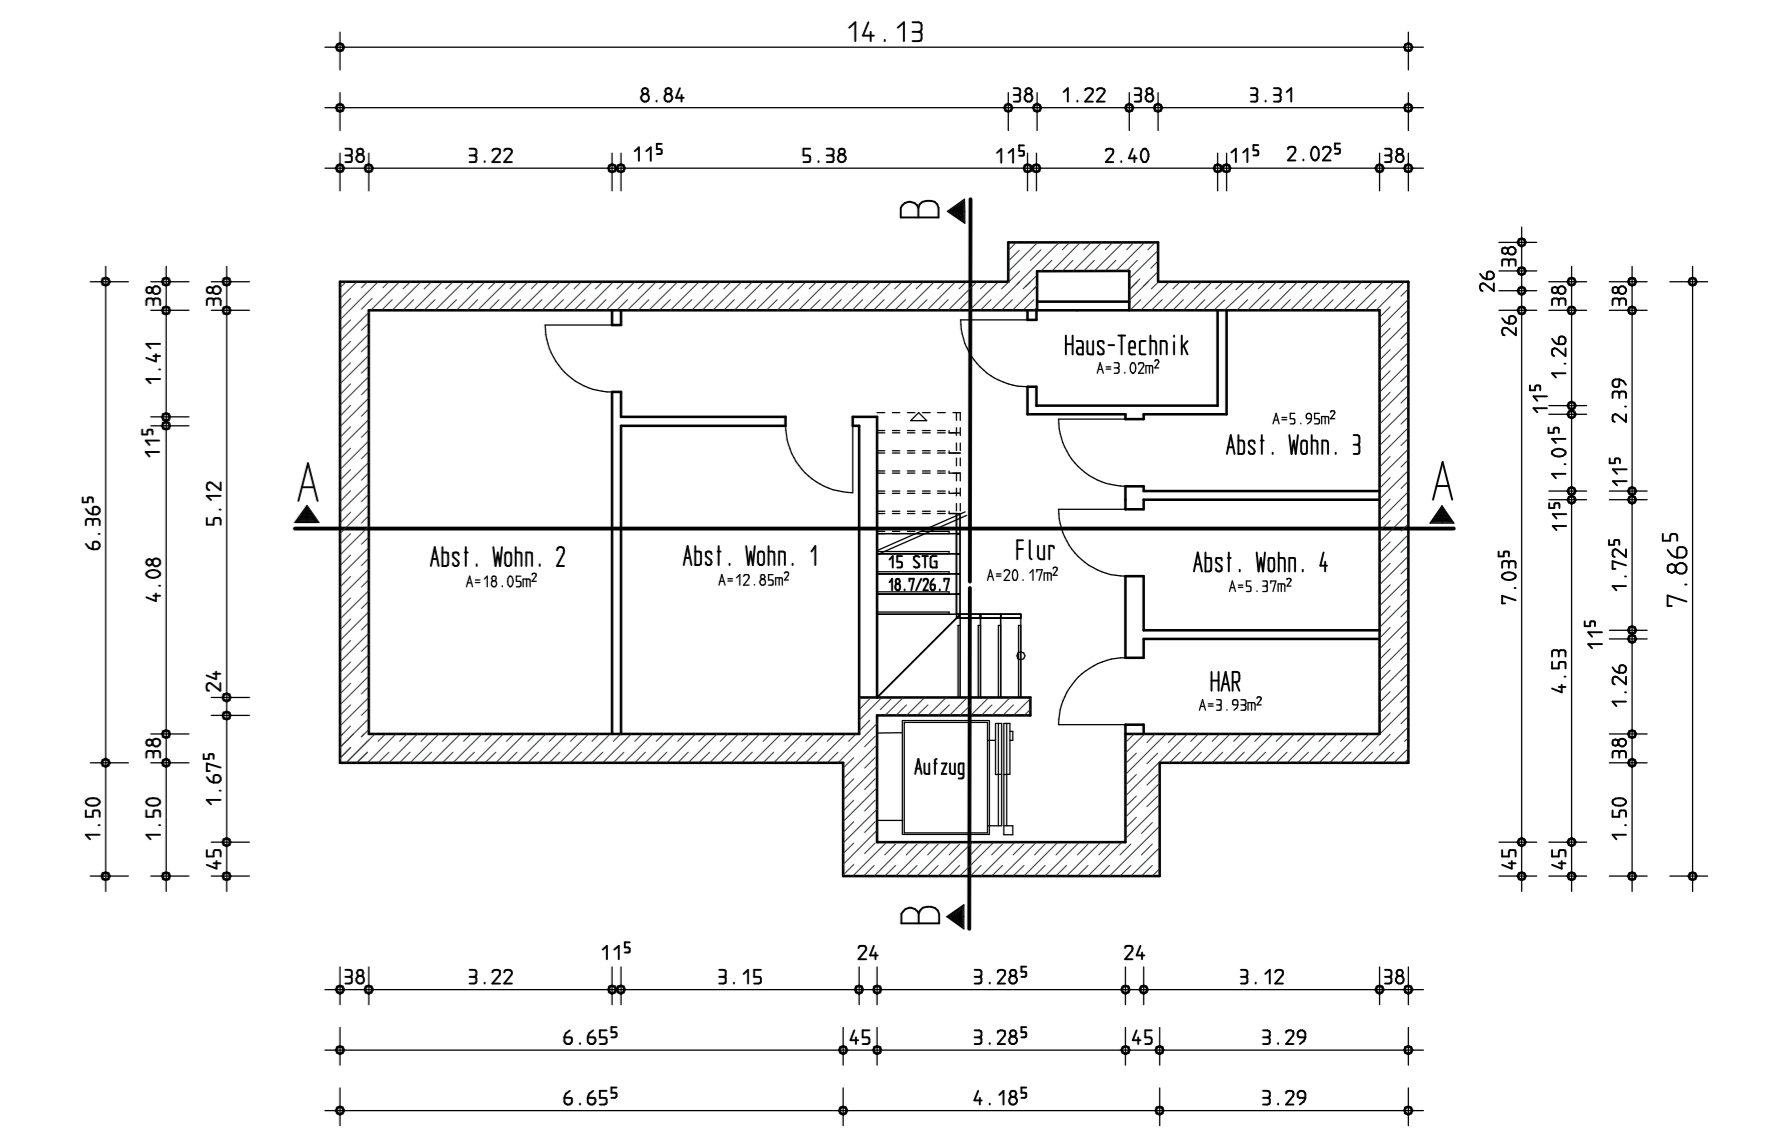 14.13
8.84 38 1.22 38 3.31
38 3.22 11⁵ 5.38 11⁵ 2.40 11⁵ 2.02⁵ 38
B
38
26
26
7.03⁵
45
38
1.26
11⁵
1.01⁵
11⁵
4.53
45
38
2.39
11⁵
1.72⁵
11⁵
1.26
38
1.50
7.86⁵
6.36⁵
1.50
38
1.41
11⁵
4.08
38
1.50
38
5.12
24
1.67⁵
45
Haus-Technik
A=3.02m²
A=5.95m²
Abst. Wohn. 3
A
A
Abst. Wohn. 2
A=18.05m²
Abst. Wohn. 1
A=12.85m²
15 STG
18.7/26.7
Flur
A=20.17m²
Abst. Wohn. 4
A=5.37m²
HAR
A=3.93m²
Aufzug
B
38 3.22 11⁵ 3.15 24 3.28⁵ 24 3.12 38
6.65⁵ 45 3.28⁵ 45 3.29
6.65⁵ 4.18⁵ 3.29